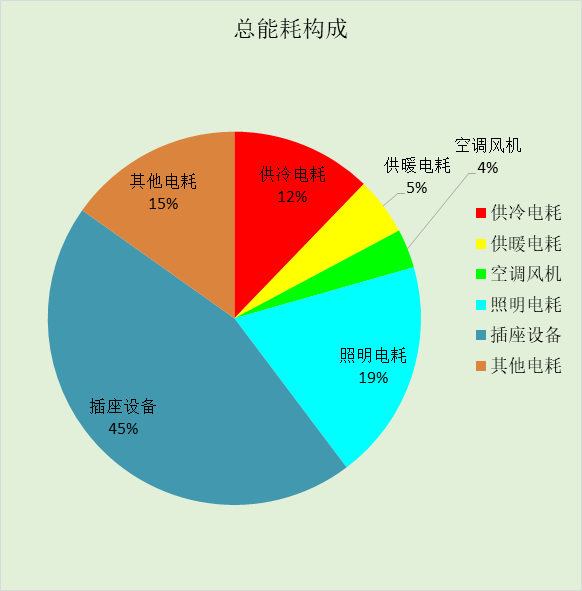 总能耗构成
供冷电耗
12%
供暖电耗
5%
空调风机
4%
照明电耗
19%
插座设备
45%
其他电耗
15%
供冷电耗
供暖电耗
空调风机
照明电耗
插座设备
其他电耗